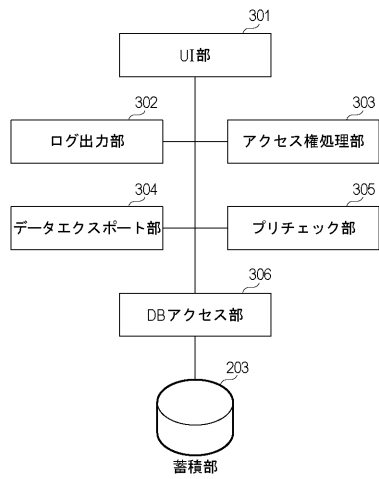 301
UI部
302
303
ログ出力部
アクセス権処理部
304
305
データエクスポート部
プリチェック部
306
DBアクセス部
203
蓄積部